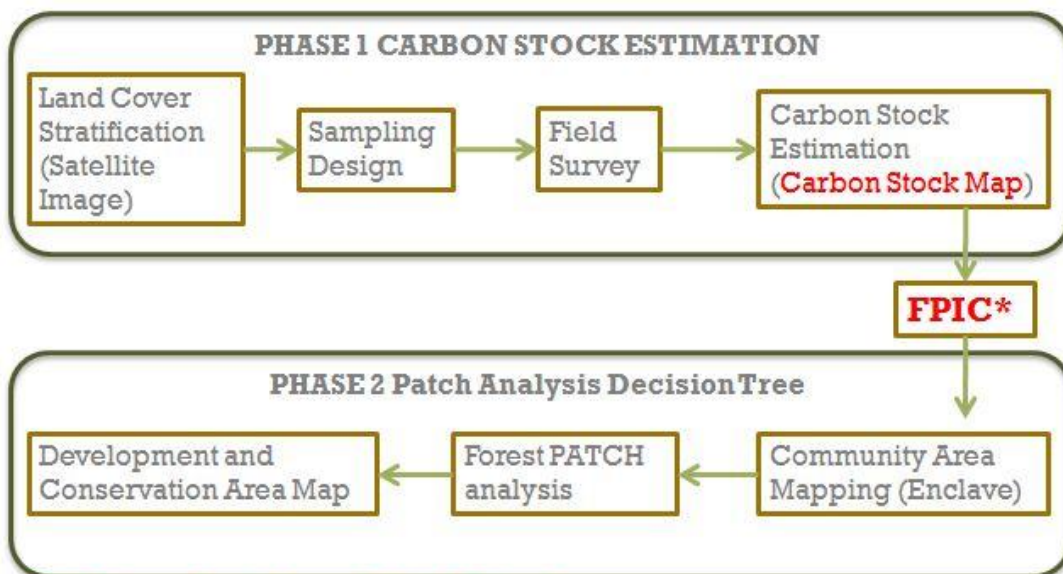 PHASE 1 CARBON STOCK ESTIMATION
Land Cover
Stratification
(Satellite
Image)
Sampling
Design
Field
Survey
Carbon Stock
Estimation
(Carbon Stock Map)
FPIC*
PHASE 2 Patch Analysis Decision Tree
Community Area
Mapping (Enclave)
Forest PATCH
analysis
Development and
Conservation Area Map